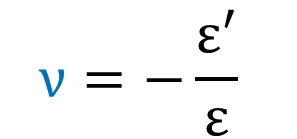 ν = − ε′/ε